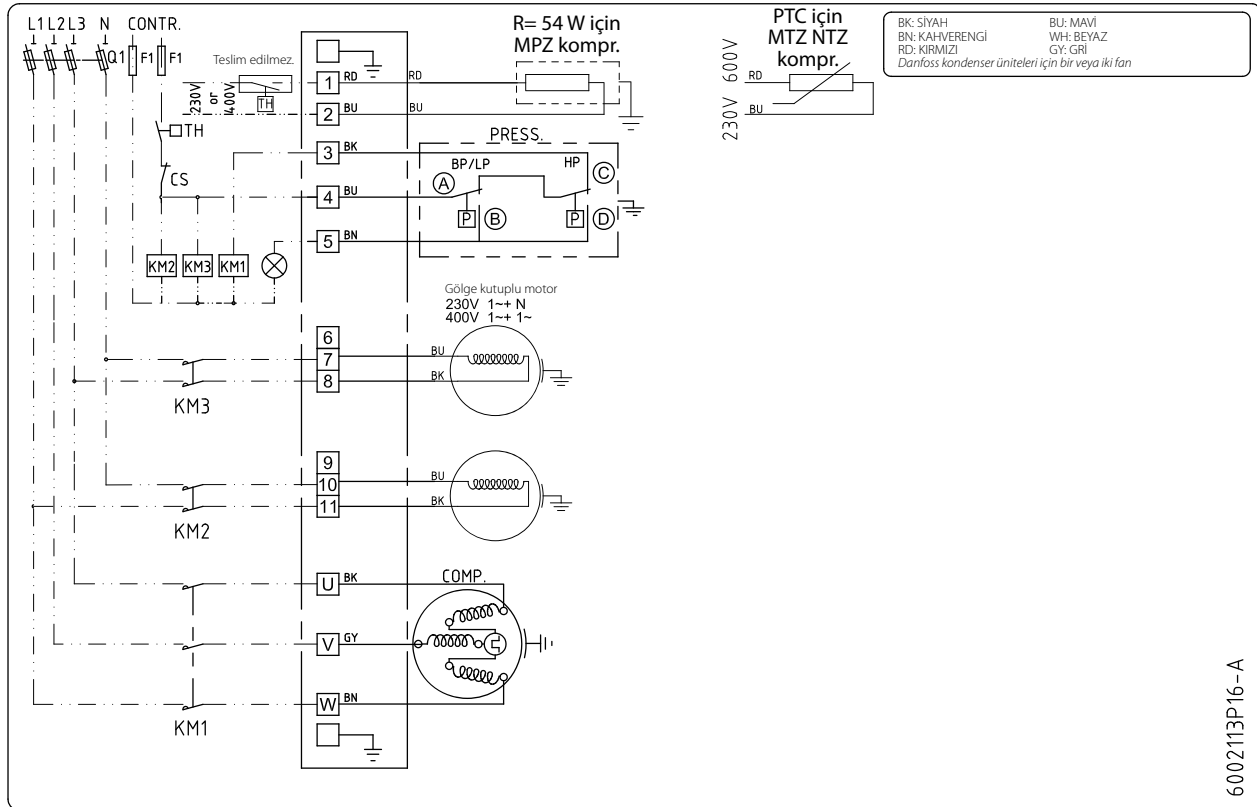 L1 L2 L3 N CONTR.
Q1 F1 F1
Teslim edilmez.
230V or 400V
TH
TH
CS
KM2 KM3 KM1
1 RD
2 BU
3 BK
4 BU
5 BN
RD
BU
R= 54 W için
MPZ kompr.
PTC için
MTZ NTZ
kompr.
230V 600V
RD
BU
BK: SİYAH BU: MAVİ
BN: KAHVERENGİ WH: BEYAZ
RD: KIRMIZI GY: GRİ
Danfoss kondenser üniteleri için bir veya iki fan
PRESS.
BP/LP HP
A C
P B P D
Gölge kutuplu motor
230V 1~+ N
400V 1~+ 1~
6
7 BU
8 BK
KM3
9
10 BU
11 BK
KM2
COMP.
U BK
V GY
W BN
KM1
6002113P16-A